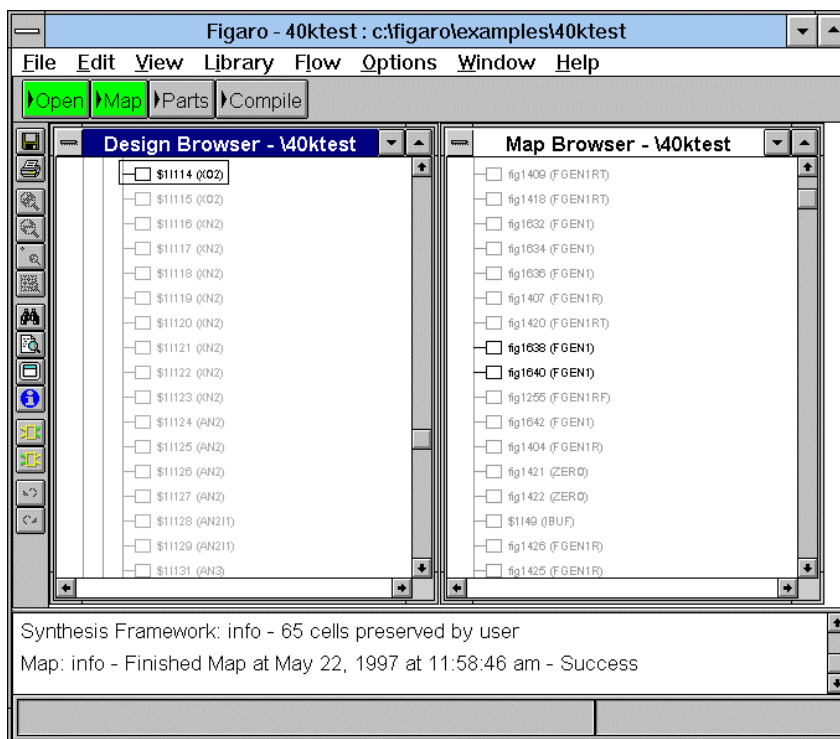 Figaro - 40ktest : c:\figaro\examples\40ktest
File Edit View Library Flow Options Window Help
Open Map Parts Compile
Design Browser - \40ktest
$1I114 (XO2)
$1I115 (XO2)
$1I116 (XN2)
$1I117 (XN2)
$1I118 (XN2)
$1I119 (XN2)
$1I120 (XN2)
$1I121 (XN2)
$1I122 (XN2)
$1I123 (XN2)
$1I124 (AN2)
$1I125 (AN2)
$1I126 (AN2)
$1I127 (AN2)
$1I128 (AN2I1)
$1I129 (AN2I1)
$1I131 (AN3)
Map Browser - \40ktest
fig1409 (FGEN1RT)
fig1418 (FGEN1RT)
fig1632 (FGEN1)
fig1634 (FGEN1)
fig1636 (FGEN1)
fig1407 (FGEN1R)
fig1420 (FGEN1RT)
fig1638 (FGEN1)
fig1640 (FGEN1)
fig1255 (FGEN1RF)
fig1642 (FGEN1)
fig1404 (FGEN1R)
fig1421 (ZERO)
fig1422 (ZERO)
$1I49 (IBUF)
fig1426 (FGEN1R)
fig1425 (FGEN1R)
Synthesis Framework: info - 65 cells preserved by user
Map: info - Finished Map at May 22, 1997 at 11:58:46 am - Success